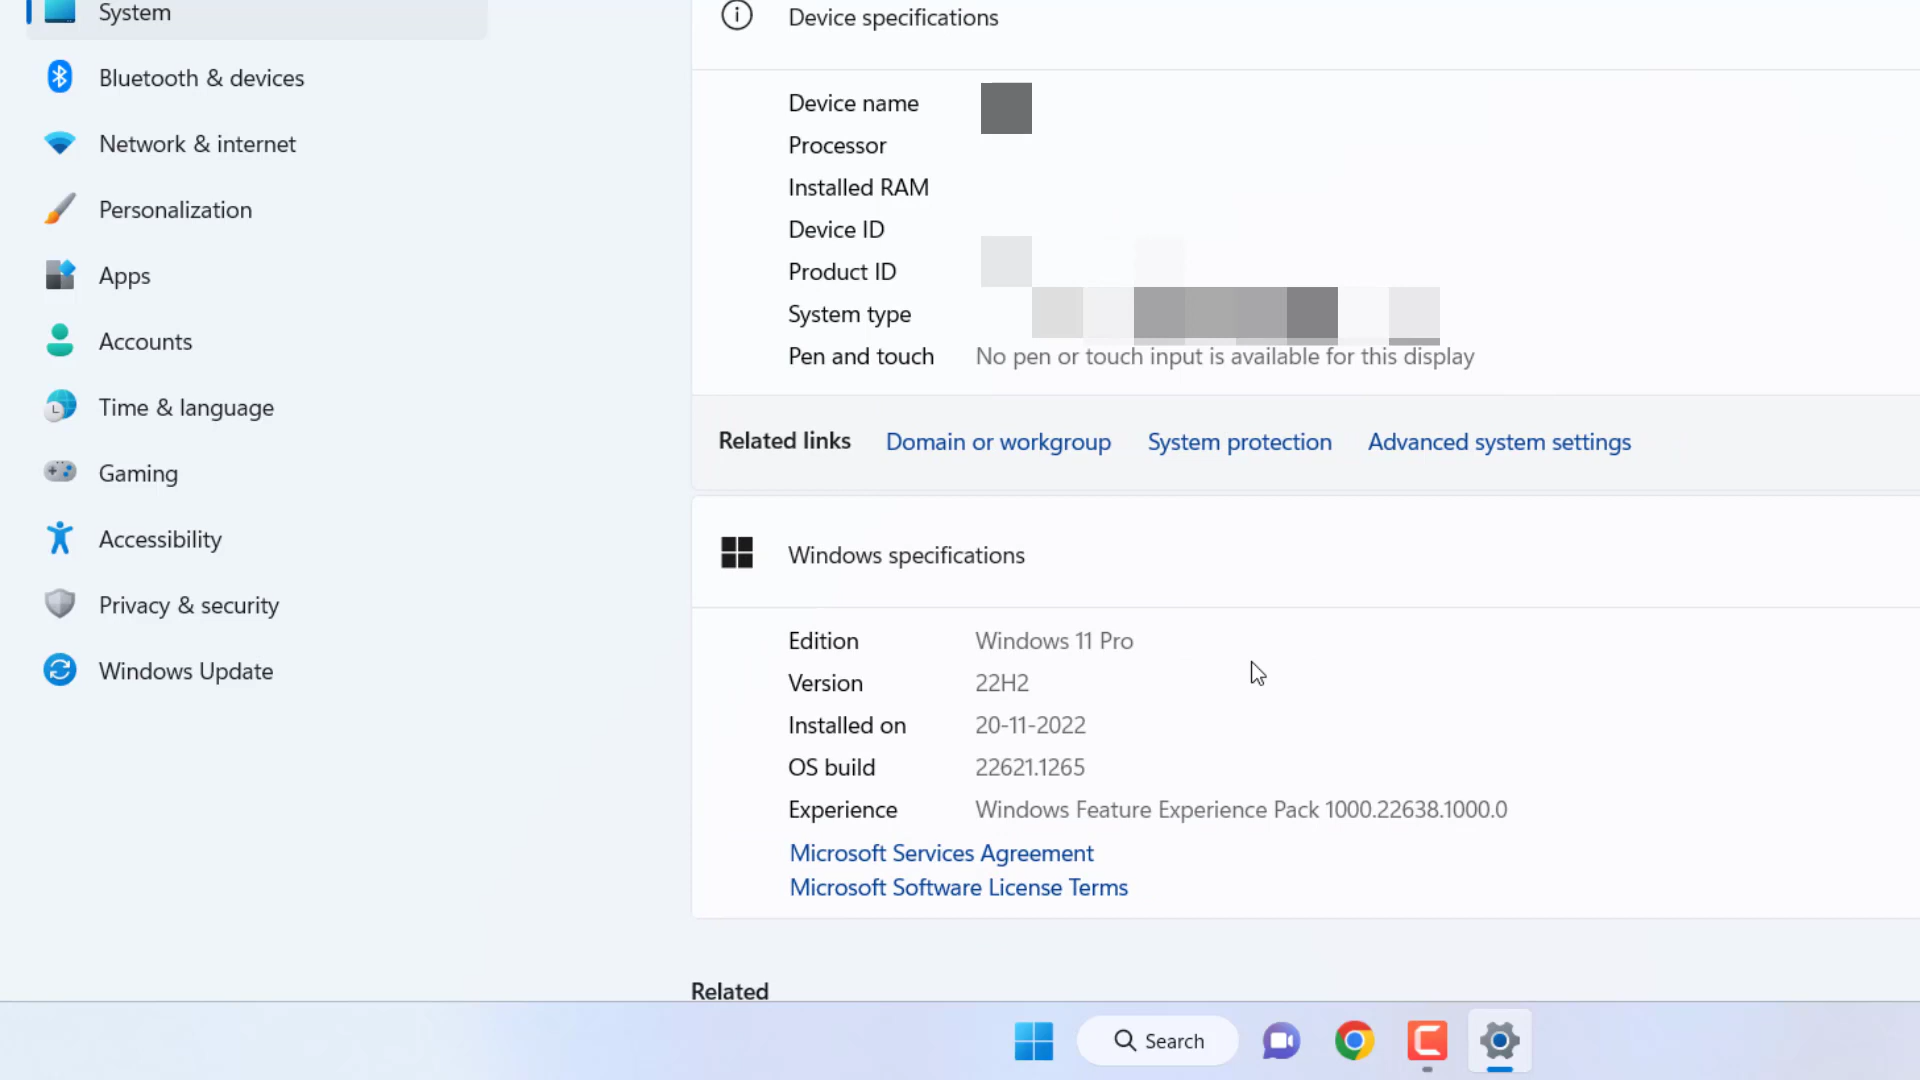 System
Bluetooth & devices
Network & internet
Personalization
Apps
Accounts
Time & language
Gaming
Accessibility
Privacy & security
Windows Update
Device specifications
Device name
Processor
Installed RAM
Device ID
Product ID
System type
Pen and touch No pen or touch input is available for this display
Related links Domain or workgroup System protection Advanced system settings
Windows specifications
Edition Windows 11 Pro
Version 22H2
Installed on 20-11-2022
OS build 22621.1265
Experience Windows Feature Experience Pack 1000.22638.1000.0
Microsoft Services Agreement
Microsoft Software License Terms
Related
Search